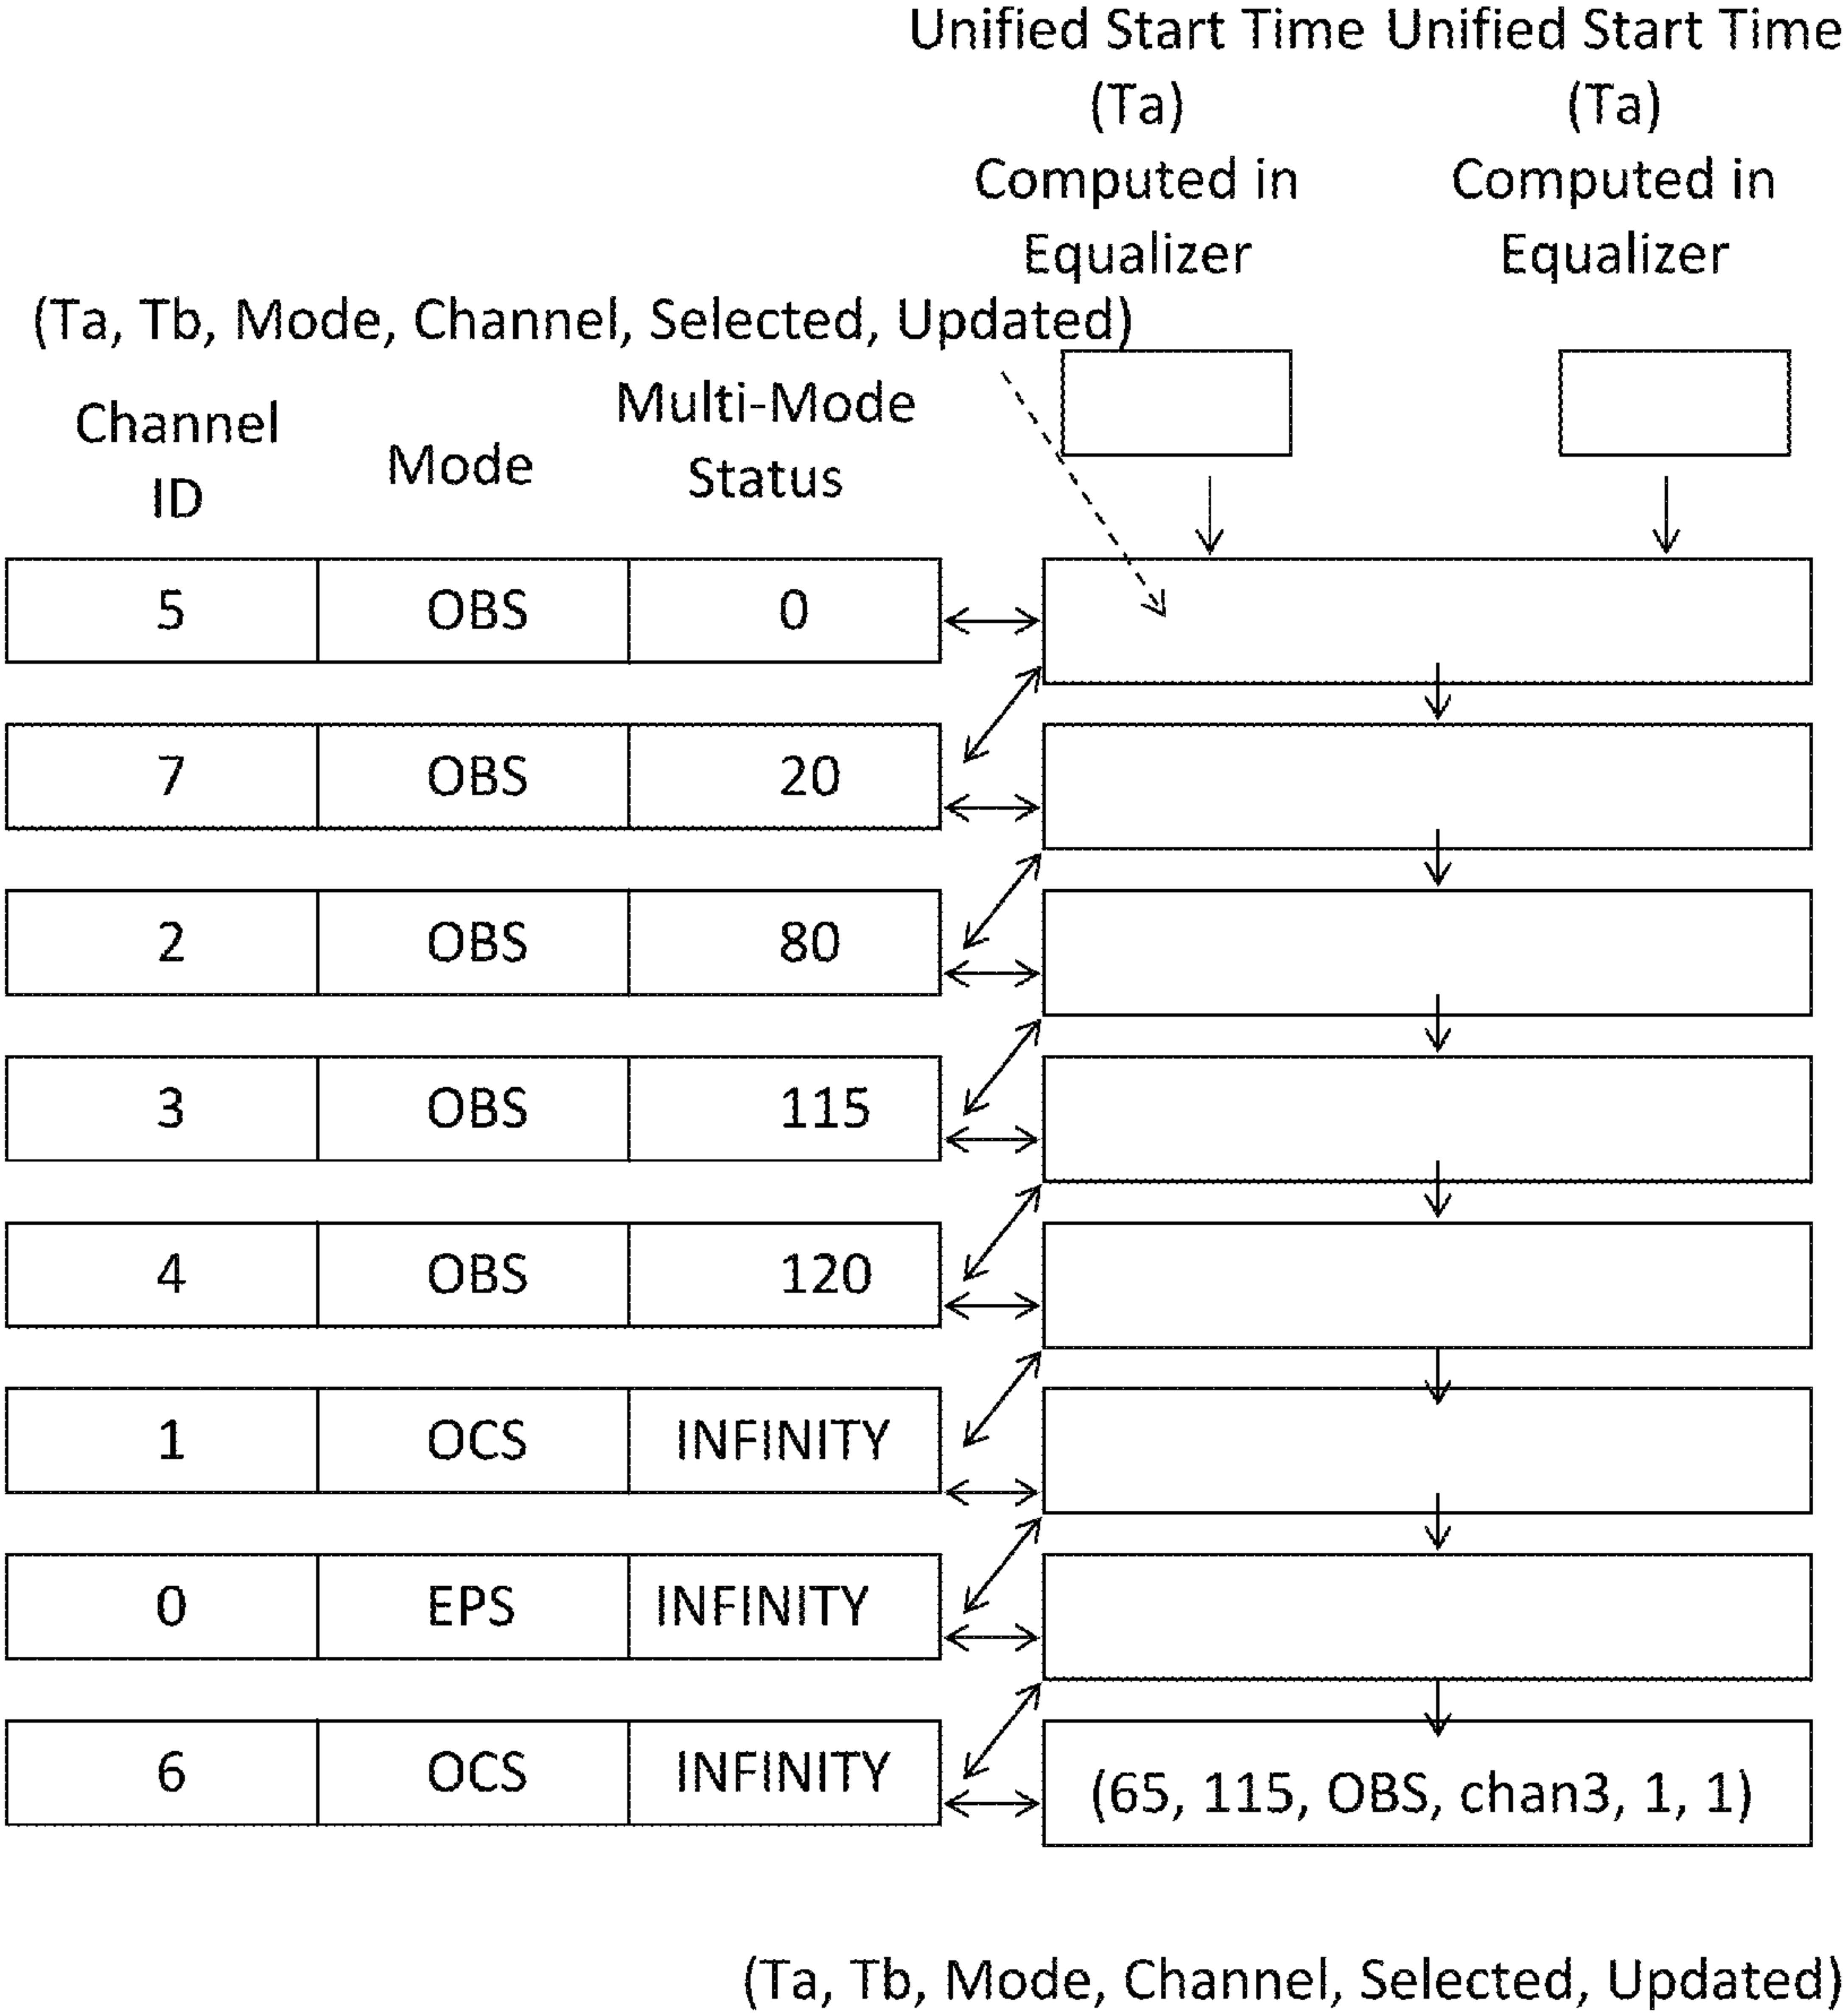 Unified Start Time Unified Start Time
(Ta) (Ta)
Computed in Computed in
Equalizer Equalizer
(Ta, Tb, Mode, Channel, Selected, Updated)
Channel ID Mode Multi-Mode Status
5 OBS 0
7 OBS 20
2 OBS 80
3 OBS 115
4 OBS 120
1 OCS INFINITY
0 EPS INFINITY
6 OCS INFINITY (65, 115, OBS, chan3, 1, 1)
(Ta, Tb, Mode, Channel, Selected, Updated)